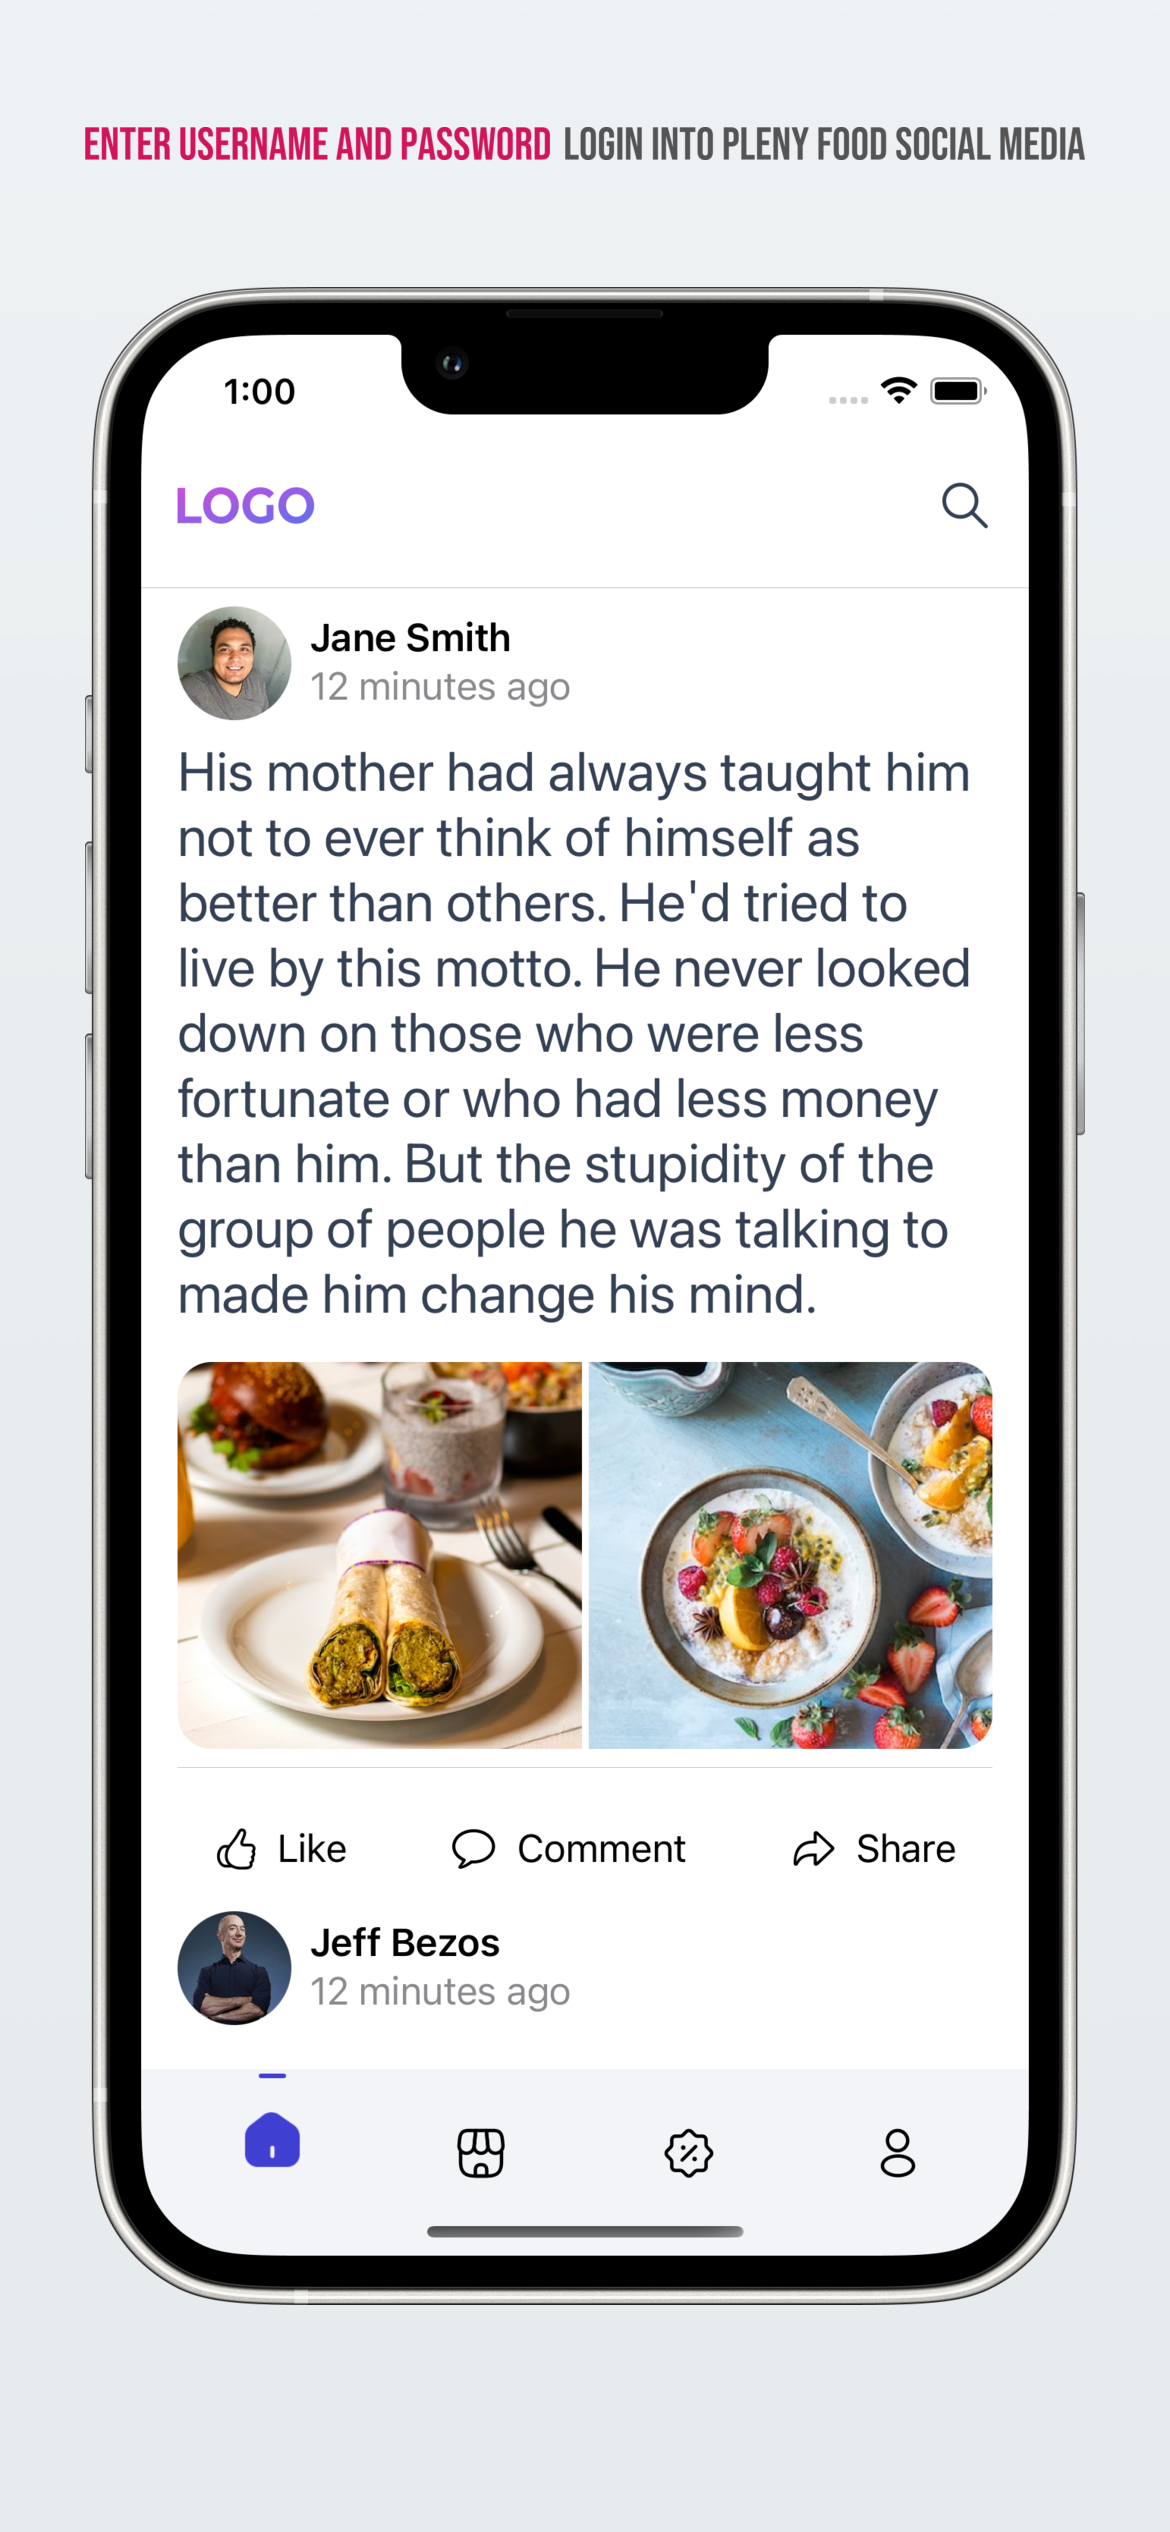 ENTER USERNAME AND PASSWORD LOGIN INTO PLENY FOOD SOCIAL MEDIA
1:00
LOGO
Jane Smith
12 minutes ago
His mother had always taught him
not to ever think of himself as
better than others. He'd tried to
live by this motto. He never looked
down on those who were less
fortunate or who had less money
than him. But the stupidity of the
group of people he was talking to
made him change his mind.
Like Comment Share
Jeff Bezos
12 minutes ago